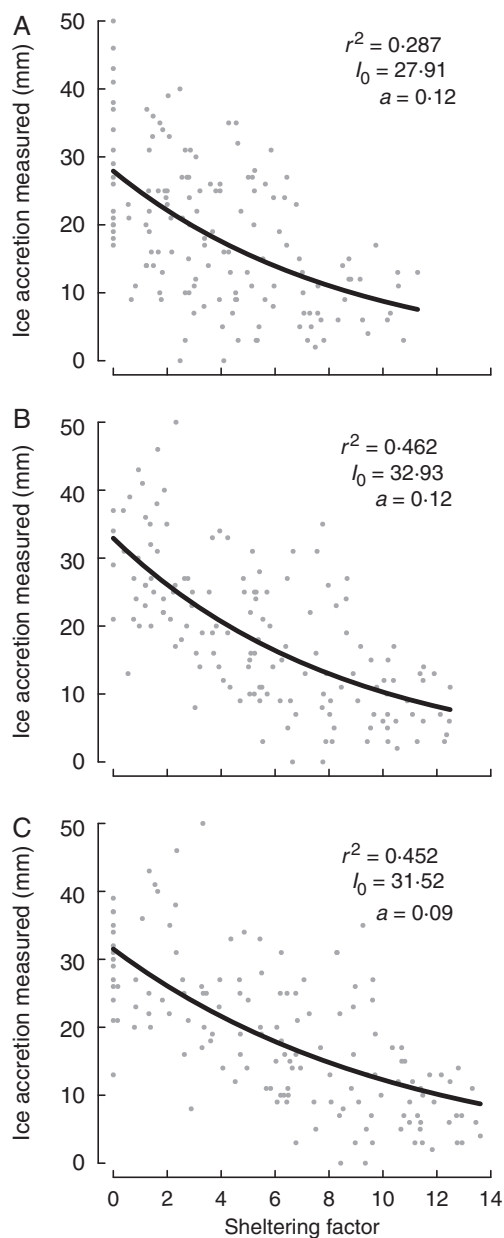 A
50
40
30
20
10
0
Ice accretion measured (mm)
r² = 0·287
I₀ = 27·91
a = 0·12
B
50
40
30
20
10
0
Ice accretion measured (mm)
r² = 0·462
I₀ = 32·93
a = 0·12
C
50
40
30
20
10
0
Ice accretion measured (mm)
r² = 0·452
I₀ = 31·52
a = 0·09
0 2 4 6 8 10 12 14
Sheltering factor